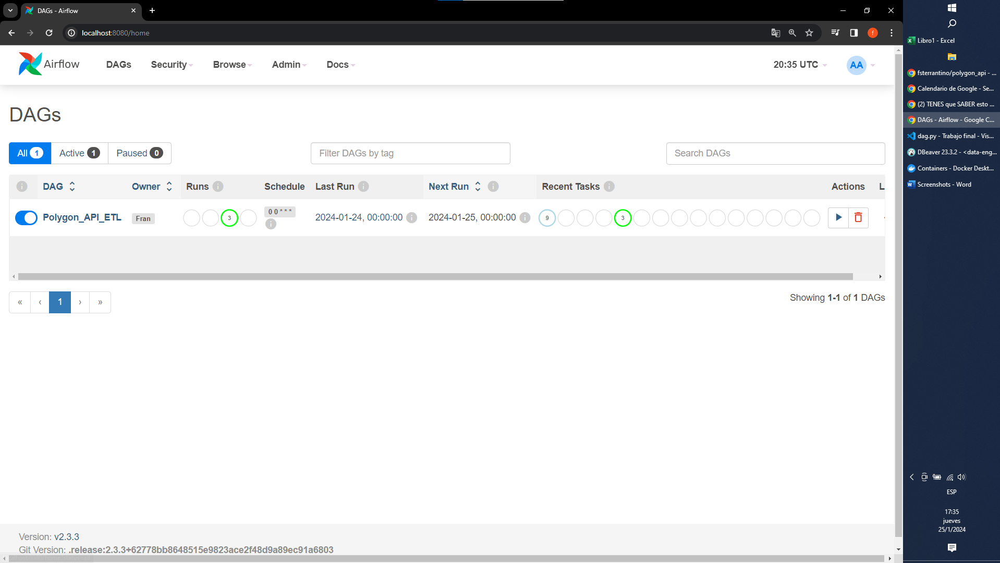 DAGs - Airflow
localhost:8080/home
f
Airflow
DAGs
Security
Browse
Admin
Docs
20:35 UTC
AA
DAGs
All 1
Active 1
Paused 0
Filter DAGs by tag
Search DAGs
DAG
Owner
Runs
Schedule
Last Run
Next Run
Recent Tasks
Actions
L
Polygon_API_ETL
Fran
3
0 0 * * *
2024-01-24, 00:00:00
2024-01-25, 00:00:00
9
3
« ‹ 1 › »
Showing 1-1 of 1 DAGs
Version: v2.3.3
Git Version: .release:2.3.3+62778bb8648515e9823ace2f48d9a89ec91a6803
Libro1 - Excel
fsterrantino/polygon_api - ...
Calendario de Google - Se...
(2) TENES que SABER esto ...
DAGs - Airflow - Google C...
dag.py - Trabajo final - Vis...
DBeaver 23.3.2 - <data-eng...
Containers - Docker Deskt...
Screenshots - Word
ESP
17:35
jueves
25/1/2024